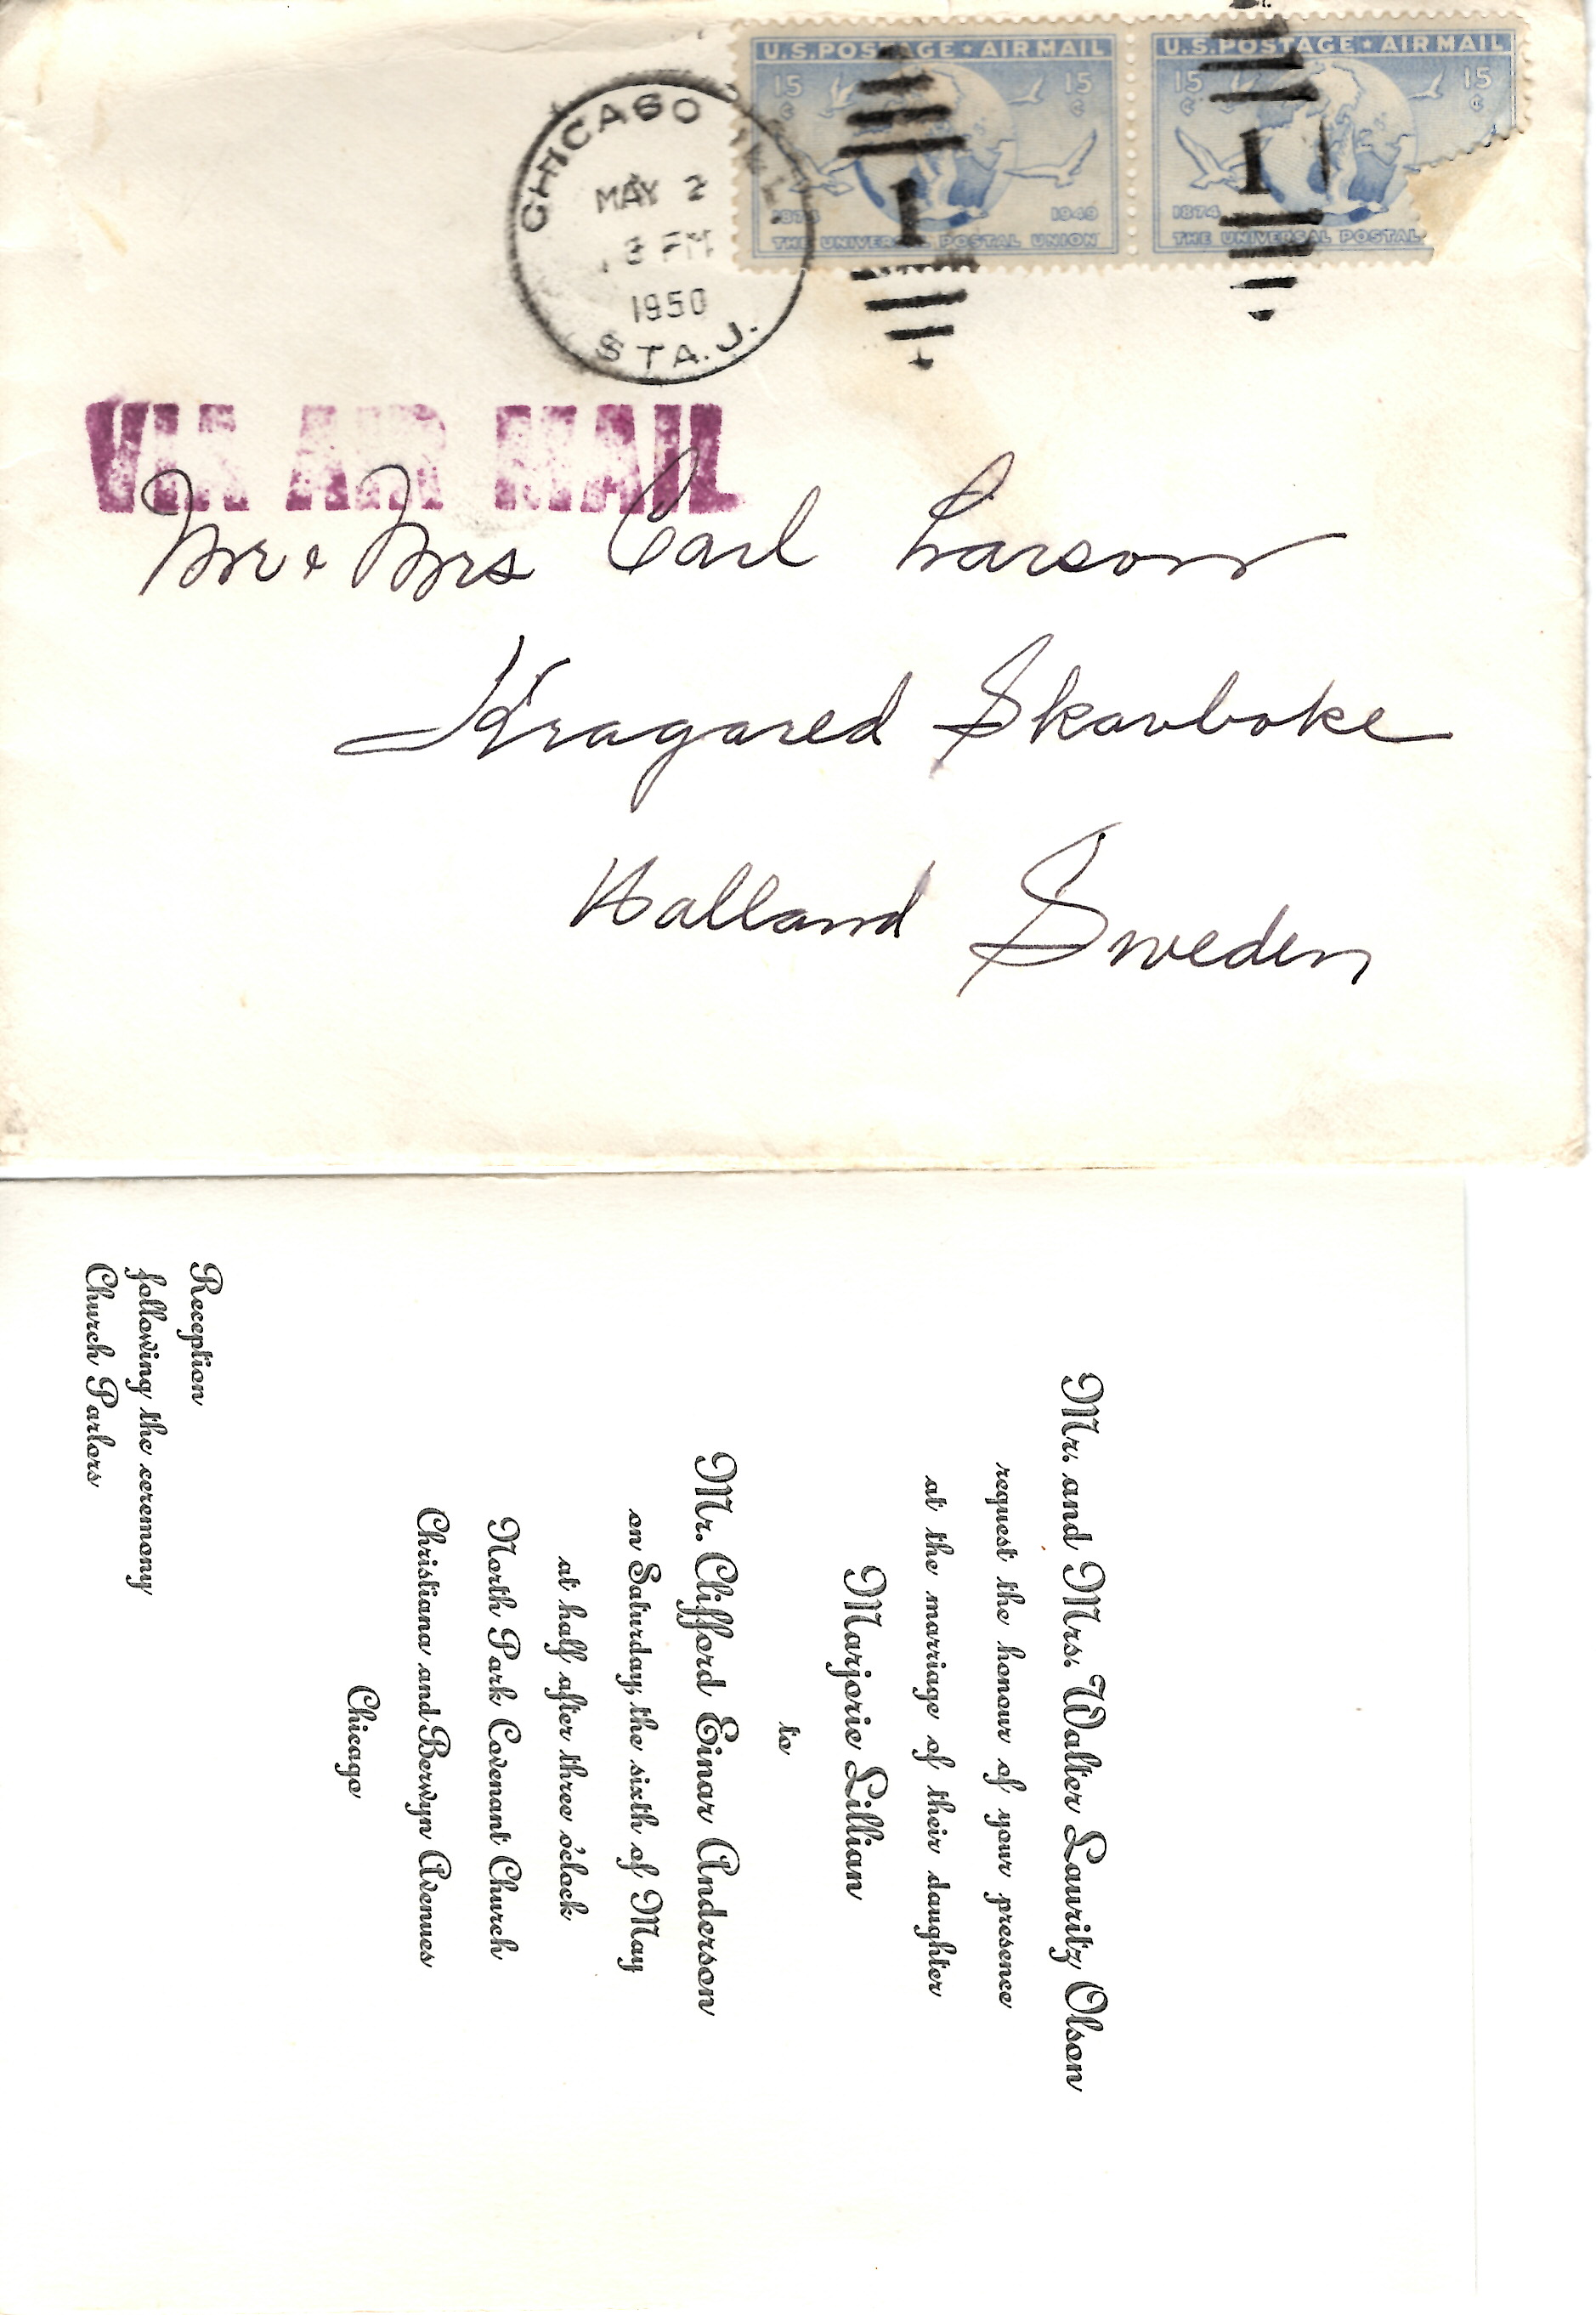 U.S. POSTAGE ★ AIR MAIL
15¢ 15¢
1949
THE UNIVERSAL POSTAL UNION
U.S. POSTAGE ★ AIR MAIL
15¢ 15¢
1874
THE UNIVERSAL POSTAL
1
1
CHICAGO ILL.
MAY 2
PM
1950
STA. J.
VIA AIR MAIL
Mr & Mrs Carl Larson
Kragared Skavboke
Halland Sweden
Mr. and Mrs. Walter Lauritz Olson
request the honour of your presence
at the marriage of their daughter
Marjorie Lillian
to
Mr. Clifford Einar Anderson
on Saturday, the sixth of May
at half after three o'clock
North Park Covenant Church
Christiana and Berwyn Avenues
Chicago
Reception
following the ceremony
Church Parlors